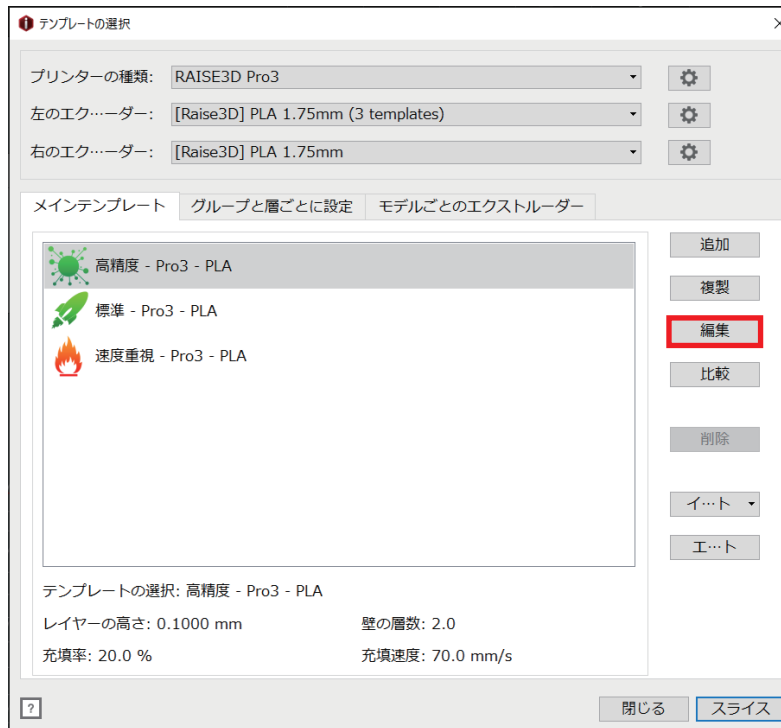 テンプレートの選択
プリンターの種類: RAISE3D Pro3
左のエク…ーダー: [Raise3D] PLA 1.75mm (3 templates)
右のエク…ーダー: [Raise3D] PLA 1.75mm
メインテンプレート グループと層ごとに設定 モデルごとのエクストルーダー
高精度 - Pro3 - PLA
標準 - Pro3 - PLA
速度重視 - Pro3 - PLA
追加
複製
編集
比較
削除
イ…ト
エ…ト
テンプレートの選択: 高精度 - Pro3 - PLA
レイヤーの高さ: 0.1000 mm 壁の層数: 2.0
充填率: 20.0 % 充填速度: 70.0 mm/s
? 閉じる スライス